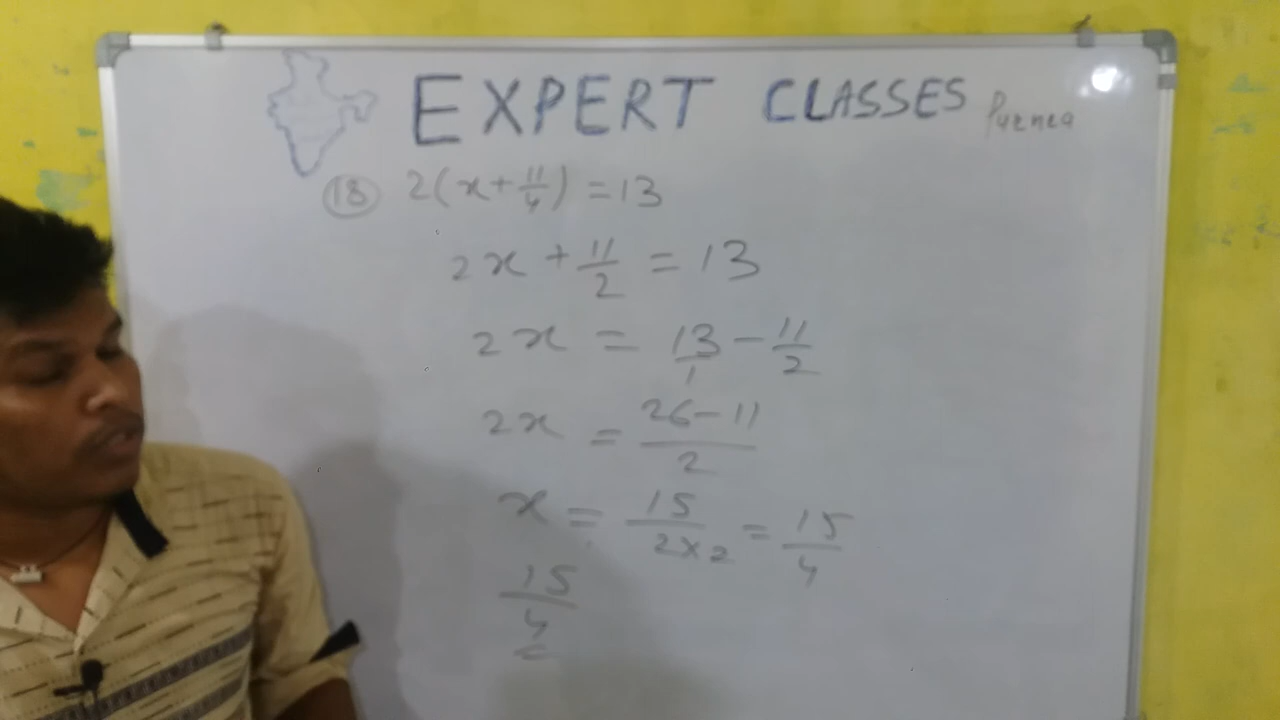 EXPERT CLASSES Purnea
18 2(x+11/4) = 13
2x + 11/2 = 13
2x = 13/1 - 11/2
2x = 26-11/2
x = 15/2x2 = 15/4
15/4